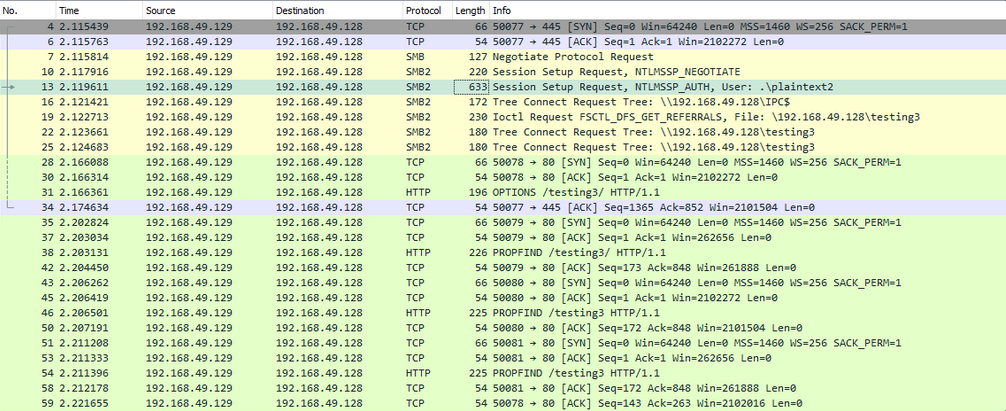 No. Time Source Destination Protocol Length Info
4 2.115439 192.168.49.129 192.168.49.128 TCP 66 50077 → 445 [SYN] Seq=0 Win=64240 Len=0 MSS=1460 WS=256 SACK_PERM=1
6 2.115763 192.168.49.129 192.168.49.128 TCP 54 50077 → 445 [ACK] Seq=1 Ack=1 Win=2102272 Len=0
7 2.115814 192.168.49.129 192.168.49.128 SMB 127 Negotiate Protocol Request
10 2.117916 192.168.49.129 192.168.49.128 SMB2 220 Session Setup Request, NTLMSSP_NEGOTIATE
13 2.119611 192.168.49.129 192.168.49.128 SMB2 633 Session Setup Request, NTLMSSP_AUTH, User: .\plaintext2
16 2.121421 192.168.49.129 192.168.49.128 SMB2 172 Tree Connect Request Tree: \\192.168.49.128\IPC$
19 2.122713 192.168.49.129 192.168.49.128 SMB2 230 Ioctl Request FSCTL_DFS_GET_REFERRALS, File: \192.168.49.128\testing3
22 2.123661 192.168.49.129 192.168.49.128 SMB2 180 Tree Connect Request Tree: \\192.168.49.128\testing3
25 2.124683 192.168.49.129 192.168.49.128 SMB2 180 Tree Connect Request Tree: \\192.168.49.128\testing3
28 2.166088 192.168.49.129 192.168.49.128 TCP 66 50078 → 80 [SYN] Seq=0 Win=64240 Len=0 MSS=1460 WS=256 SACK_PERM=1
30 2.166314 192.168.49.129 192.168.49.128 TCP 54 50078 → 80 [ACK] Seq=1 Ack=1 Win=2102272 Len=0
31 2.166361 192.168.49.129 192.168.49.128 HTTP 196 OPTIONS /testing3/ HTTP/1.1
34 2.174634 192.168.49.129 192.168.49.128 TCP 54 50077 → 445 [ACK] Seq=1365 Ack=852 Win=2101504 Len=0
35 2.202824 192.168.49.129 192.168.49.128 TCP 66 50079 → 80 [SYN] Seq=0 Win=64240 Len=0 MSS=1460 WS=256 SACK_PERM=1
37 2.203034 192.168.49.129 192.168.49.128 TCP 54 50079 → 80 [ACK] Seq=1 Ack=1 Win=262656 Len=0
38 2.203131 192.168.49.129 192.168.49.128 HTTP 226 PROPFIND /testing3/ HTTP/1.1
42 2.204450 192.168.49.129 192.168.49.128 TCP 54 50079 → 80 [ACK] Seq=173 Ack=848 Win=261888 Len=0
43 2.206262 192.168.49.129 192.168.49.128 TCP 66 50080 → 80 [SYN] Seq=0 Win=64240 Len=0 MSS=1460 WS=256 SACK_PERM=1
45 2.206419 192.168.49.129 192.168.49.128 TCP 54 50080 → 80 [ACK] Seq=1 Ack=1 Win=2102272 Len=0
46 2.206501 192.168.49.129 192.168.49.128 HTTP 225 PROPFIND /testing3 HTTP/1.1
50 2.207191 192.168.49.129 192.168.49.128 TCP 54 50080 → 80 [ACK] Seq=172 Ack=848 Win=2101504 Len=0
51 2.211208 192.168.49.129 192.168.49.128 TCP 66 50081 → 80 [SYN] Seq=0 Win=64240 Len=0 MSS=1460 WS=256 SACK_PERM=1
53 2.211333 192.168.49.129 192.168.49.128 TCP 54 50081 → 80 [ACK] Seq=1 Ack=1 Win=262656 Len=0
54 2.211396 192.168.49.129 192.168.49.128 HTTP 225 PROPFIND /testing3 HTTP/1.1
58 2.212178 192.168.49.129 192.168.49.128 TCP 54 50081 → 80 [ACK] Seq=172 Ack=848 Win=261888 Len=0
59 2.221655 192.168.49.129 192.168.49.128 TCP 54 50078 → 80 [ACK] Seq=143 Ack=263 Win=2102016 Len=0